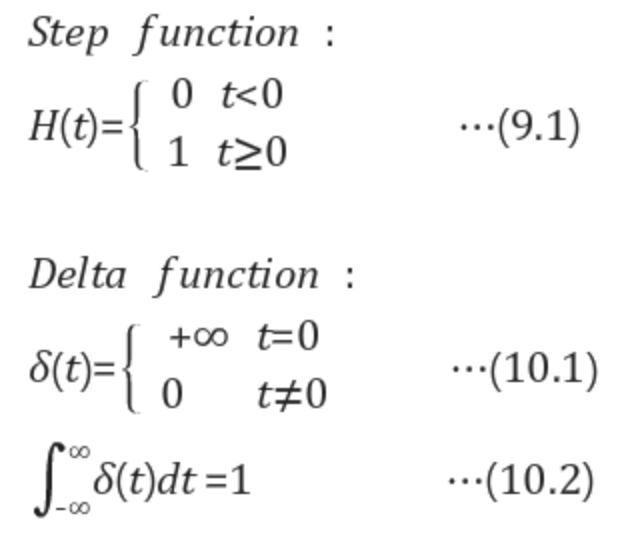 Step function :
H(t)={ 0 t<0
1 t≥0 ⋯(9.1)
Delta function :
δ(t)={ +∞ t=0
0 t≠0 ⋯(10.1)
∫_{-∞}^{∞} δ(t)dt =1 ⋯(10.2)